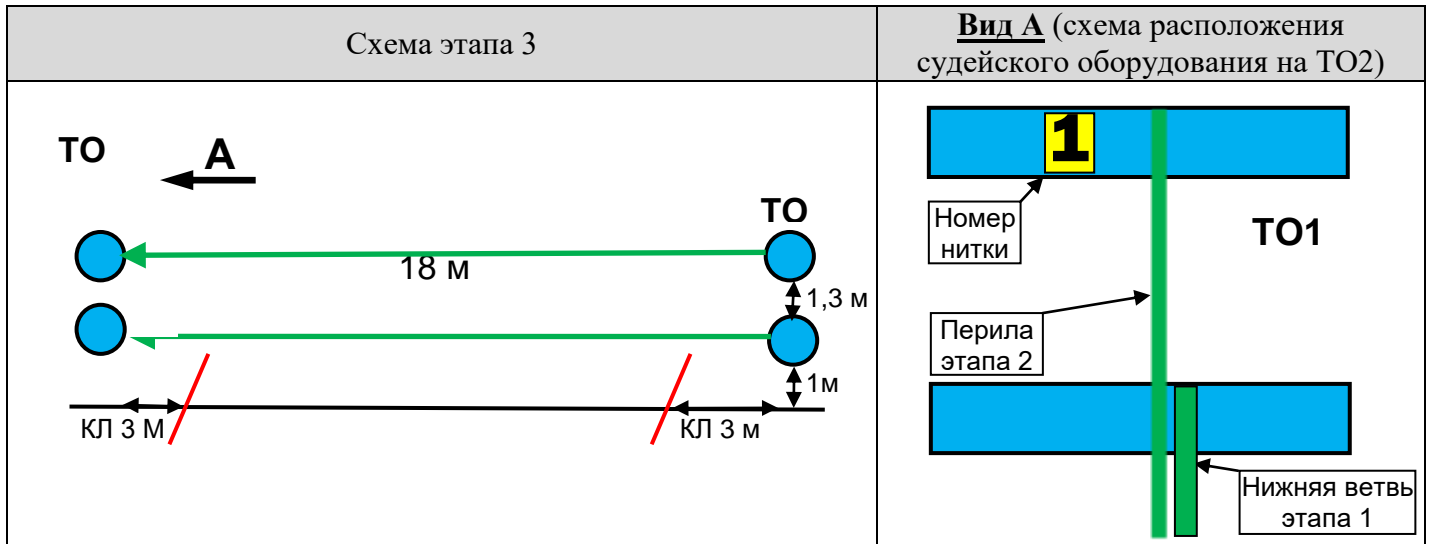 Схема этапа 3
Вид А (схема расположения
судейского оборудования на ТО2)
ТО
А
ТО
18 м
1,3 м
1м
КЛ 3 М
КЛ 3 м
1
Номер
нитки
ТО1
Перила
этапа 2
Нижняя ветвь
этапа 1